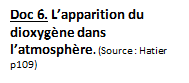 Doc 6. L'apparition du
dioxygène dans
l'atmosphère. (Source : Hatier
p109)